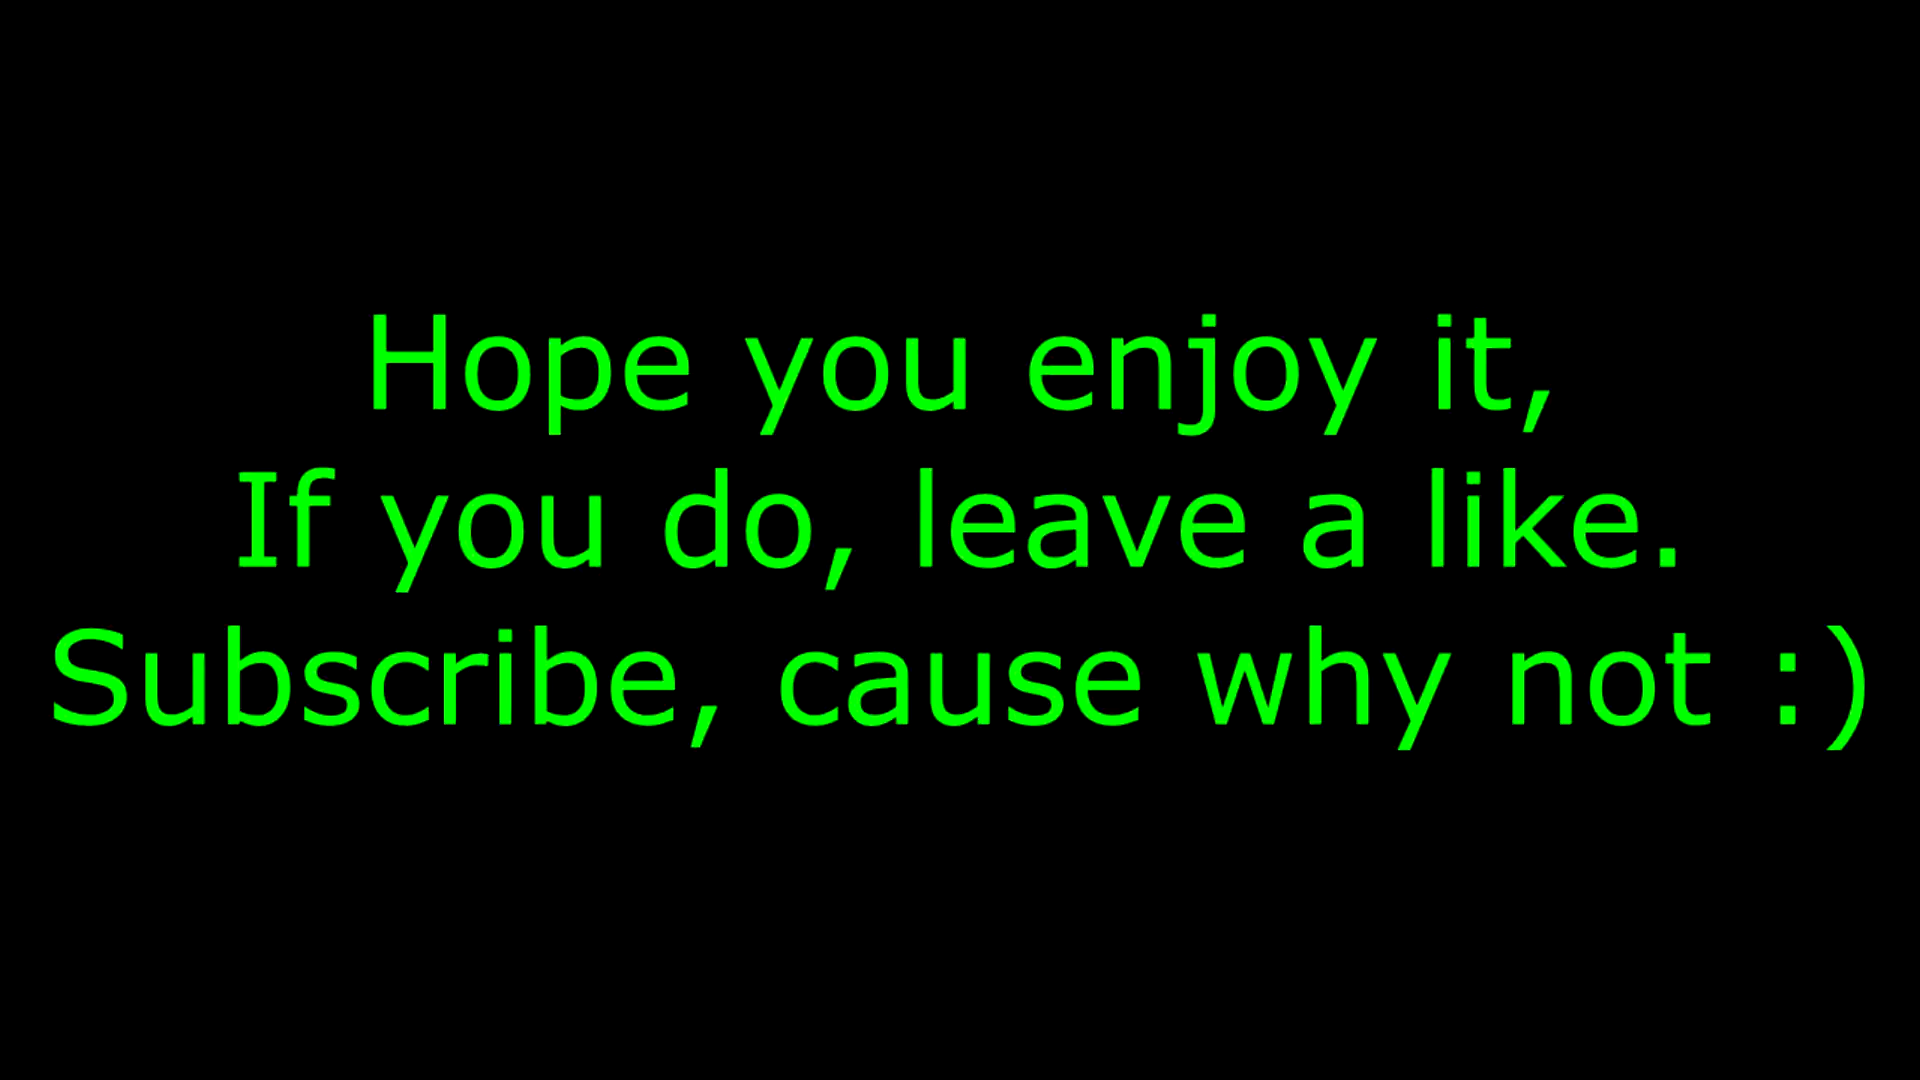 Hope you enjoy it,
If you do, leave a like.
Subscribe, cause why not :)